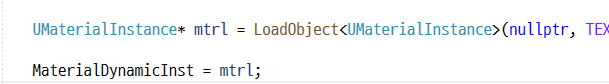 UMaterialInstance* mtrl = LoadObject<UMaterialInstance>(nullptr, TEX
MaterialDynamicInst = mtrl;